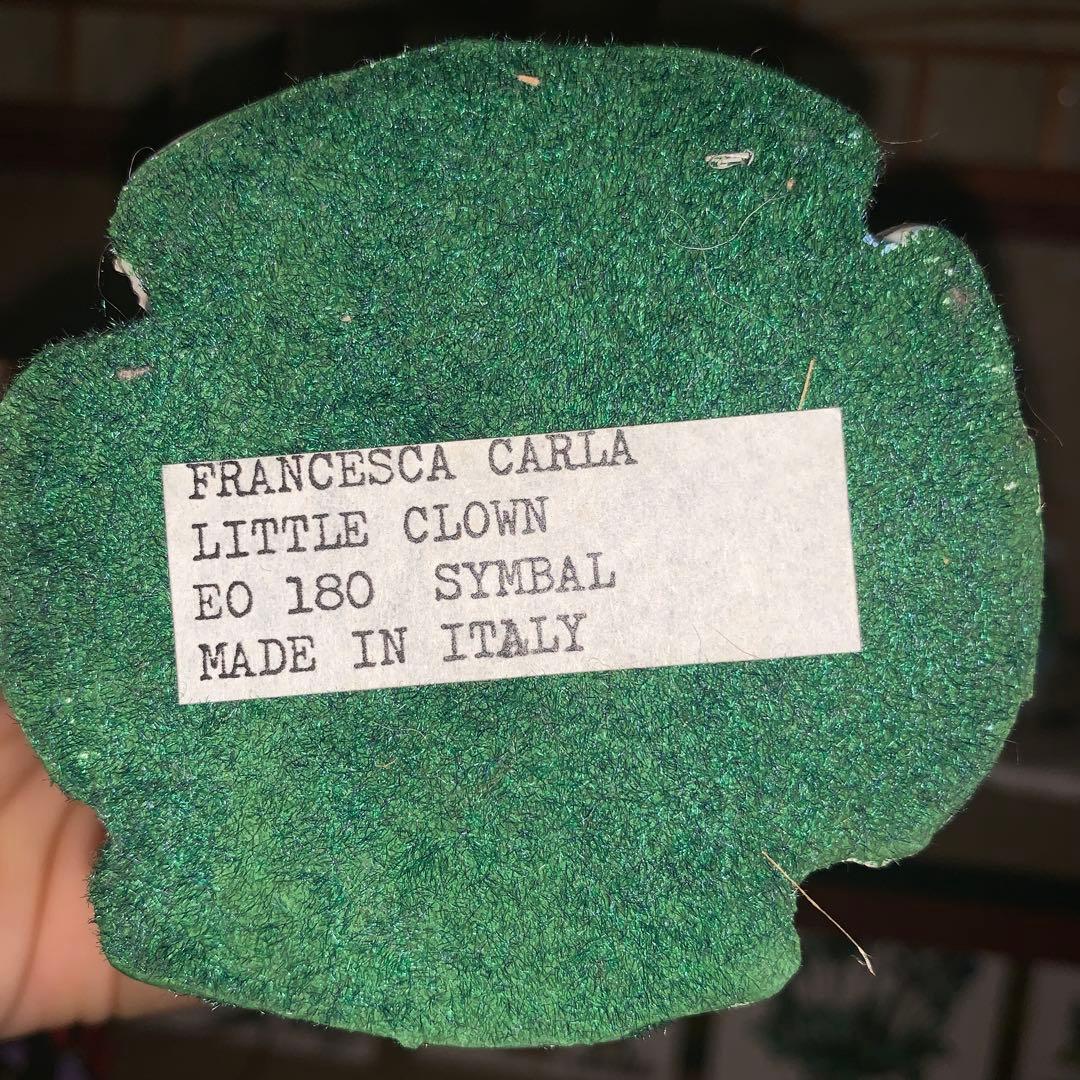 FRANCESCA CARLA
LITTLE CLOWN
EO 180 SYMBAL
MADE IN ITALY